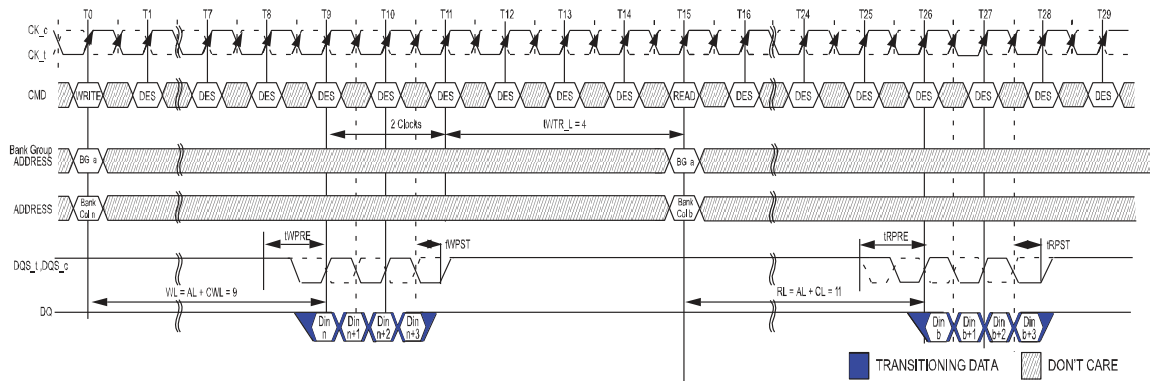 T0 T1 T7 T8 T9 T10 T11 T12 T13 T14 T15 T16 T24 T25 T26 T27 T28 T29
CK_c
CK_t
CMD WRITE DES DES DES DES DES DES DES DES DES READ DES DES DES DES DES DES DES
2 Clocks tWTR_L = 4
Bank Group
ADDRESS BG a BG a
ADDRESS Bank Col n Bank Col b
tWPRE tWPST tRPRE tRPST
DQS_t,DQS_c
WL = AL + CWL = 9 RL = AL + CL = 11
DQ Din n Din n+1 Din n+2 Din n+3 Din b Din b+1 Din b+2 Din b+3
TRANSITIONING DATA DON'T CARE